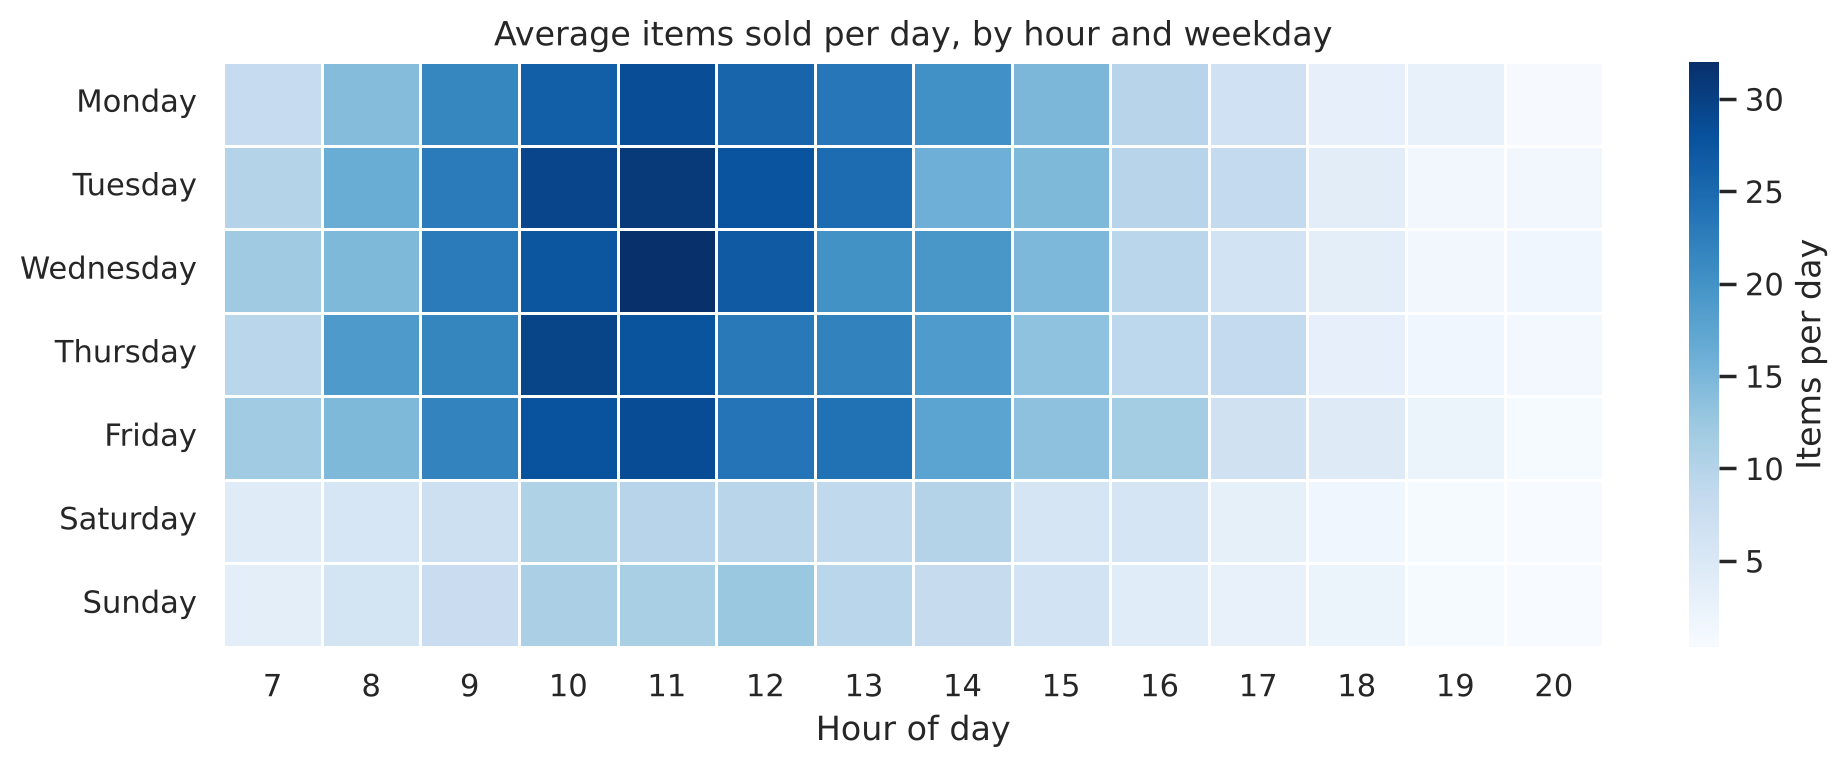 Average items sold per day, by hour and weekday
Monday
Tuesday
Wednesday
Thursday
Friday
Saturday
Sunday
7 8 9 10 11 12 13 14 15 16 17 18 19 20
Hour of day
30
25
20
15
10
5
Items per day